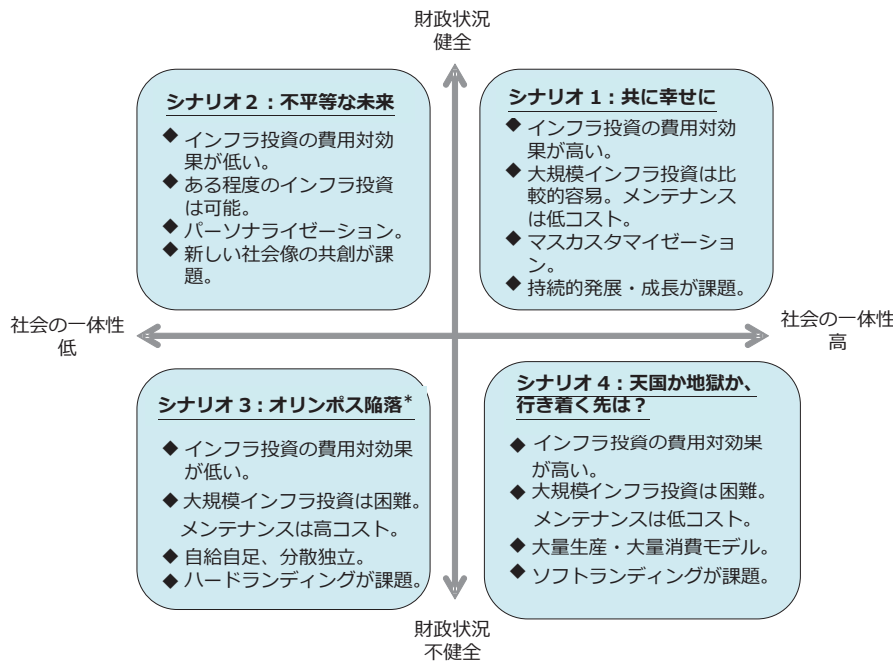 財政状況
健全
シナリオ2：不平等な未来
◆ インフラ投資の費用対効
果が低い。
◆ ある程度のインフラ投資
は可能。
◆ パーソナライゼーション。
◆ 新しい社会像の共創が課
題。
シナリオ1：共に幸せに
◆ インフラ投資の費用対効
果が高い。
◆ 大規模インフラ投資は比
較的容易。メンテナンス
は低コスト。
◆ マスカスタマイゼーショ
ン。
◆ 持続的発展・成長が課題。
社会の一体性
低
社会の一体性
高
シナリオ3：オリンポス陥落*
◆ インフラ投資の費用対効果
が低い。
◆ 大規模インフラ投資は困難。
メンテナンスは高コスト。
◆ 自給自足、分散独立。
◆ ハードランディングが課題。
シナリオ4：天国か地獄か、
行き着く先は？
◆ インフラ投資の費用対効果
が高い。
◆ 大規模インフラ投資は困難。
メンテナンスは低コスト。
◆ 大量生産・大量消費モデル。
◆ ソフトランディングが課題。
財政状況
不健全